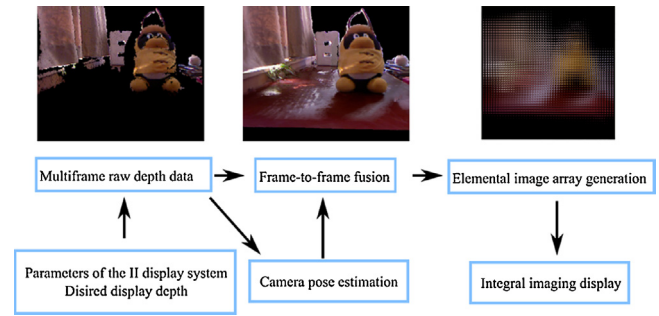 Multiframe raw depth data
Frame-to-frame fusion
Elemental image array generation
Parameters of the II display system
Disired display depth
Camera pose estimation
Integral imaging display